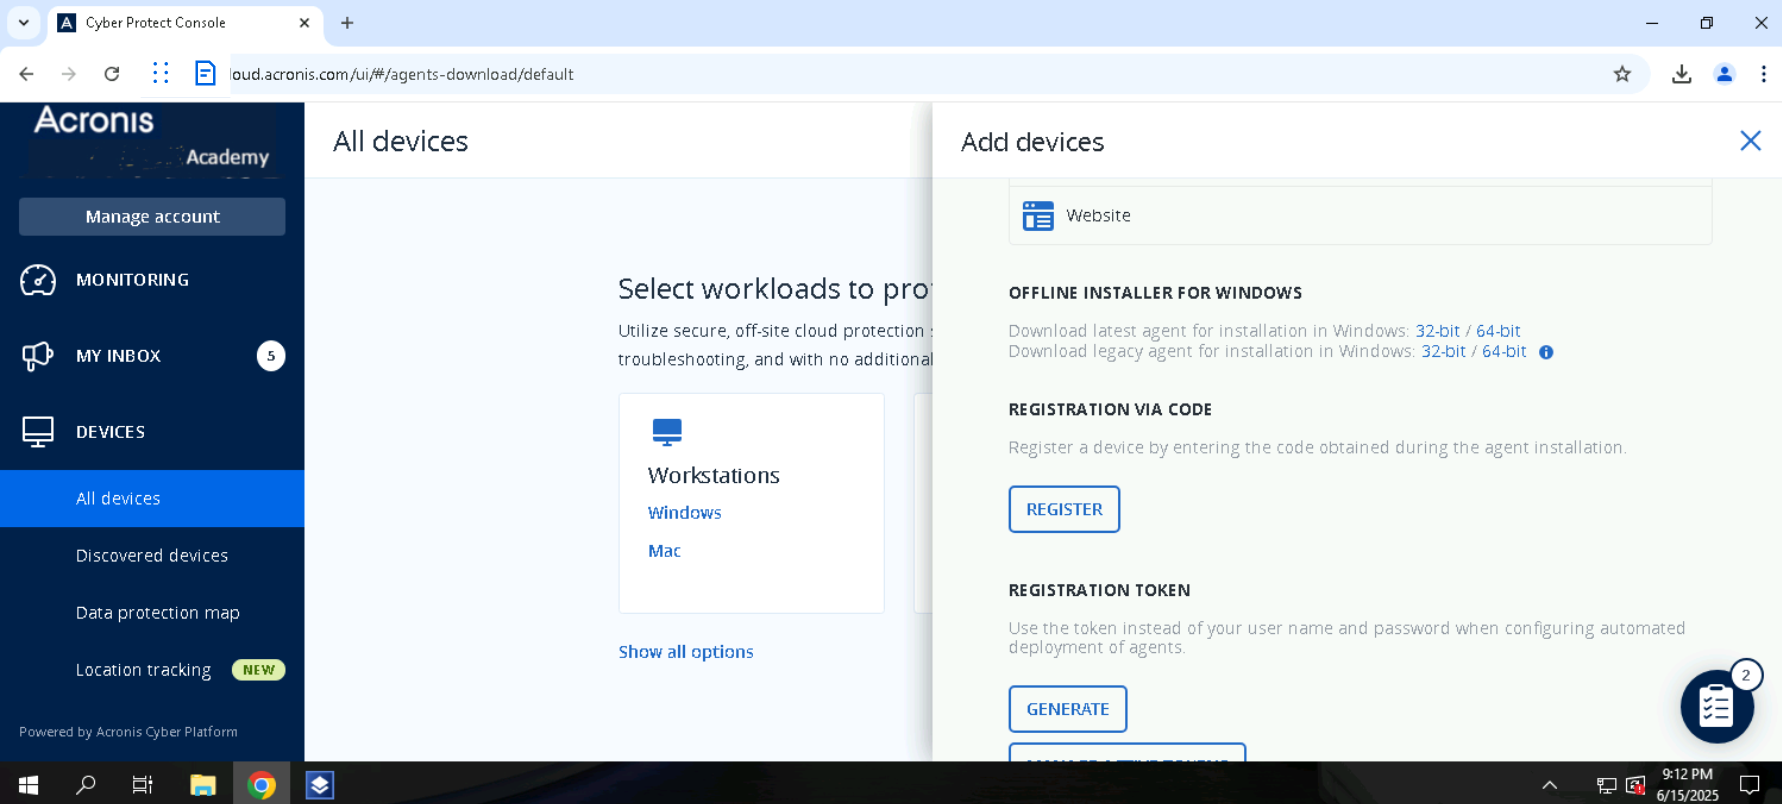 Cyber Protect Console
loud.acronis.com/ui/#/agents-download/default
Acronis
Academy
Manage account
MONITORING
MY INBOX
5
DEVICES
All devices
Discovered devices
Data protection map
Location tracking
NEW
Powered by Acronis Cyber Platform
All devices
Select workloads to pro
Utilize secure, off-site cloud protection
troubleshooting, and with no additional
Workstations
Windows
Mac
Show all options
Add devices
Website
OFFLINE INSTALLER FOR WINDOWS
Download latest agent for installation in Windows: 32-bit / 64-bit
Download legacy agent for installation in Windows: 32-bit / 64-bit
REGISTRATION VIA CODE
Register a device by entering the code obtained during the agent installation.
REGISTER
REGISTRATION TOKEN
Use the token instead of your user name and password when configuring automated
deployment of agents.
GENERATE
2
9:12 PM
6/15/2025